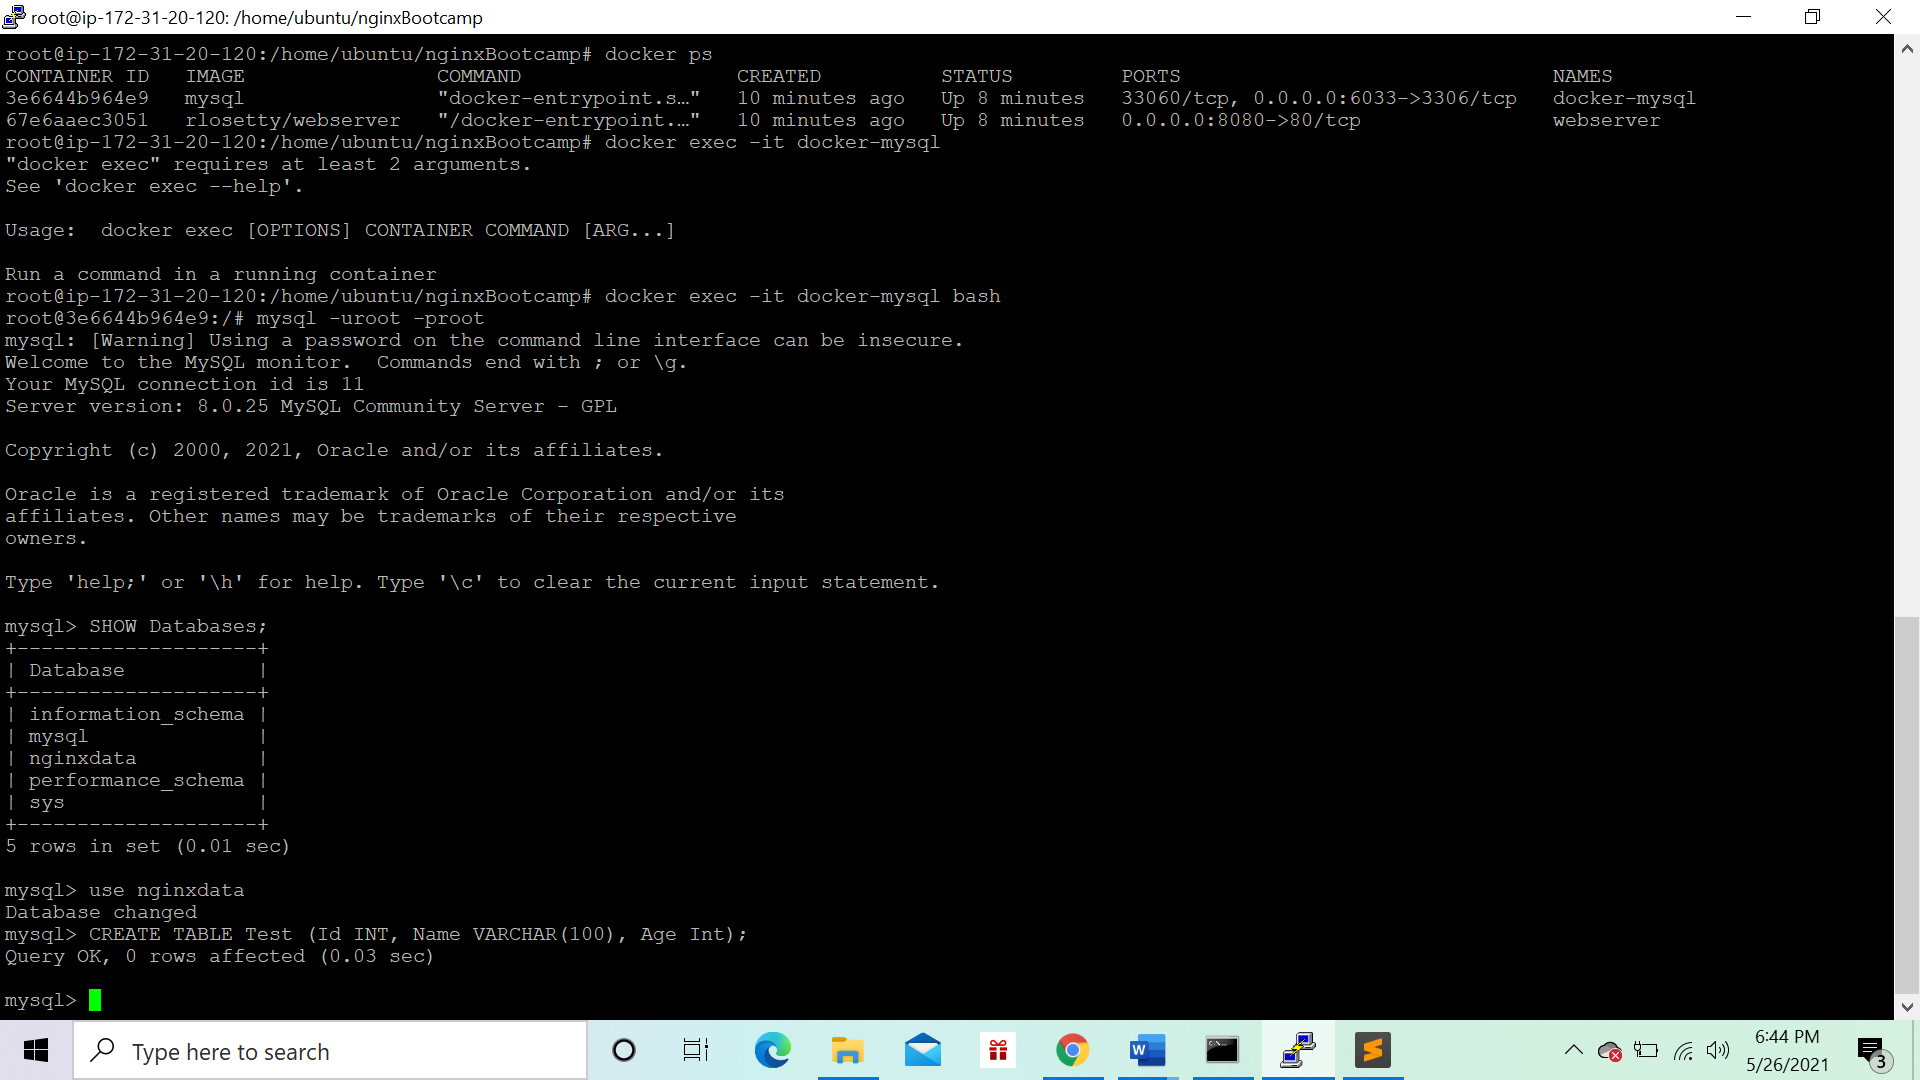 root@ip-172-31-20-120: /home/ubuntu/nginxBootcamp
root@ip-172-31-20-120:/home/ubuntu/nginxBootcamp# docker ps
CONTAINER ID   IMAGE                COMMAND                  CREATED          STATUS         PORTS                               NAMES
3e6644b964e9   mysql                "docker-entrypoint.s…"   10 minutes ago   Up 8 minutes   33060/tcp, 0.0.0.0:6033->3306/tcp   docker-mysql
67e6aaec3051   rlosetty/webserver   "/docker-entrypoint.…"   10 minutes ago   Up 8 minutes   0.0.0.0:8080->80/tcp                webserver
root@ip-172-31-20-120:/home/ubuntu/nginxBootcamp# docker exec -it docker-mysql
"docker exec" requires at least 2 arguments.
See 'docker exec --help'.
Usage:  docker exec [OPTIONS] CONTAINER COMMAND [ARG...]
Run a command in a running container
root@ip-172-31-20-120:/home/ubuntu/nginxBootcamp# docker exec -it docker-mysql bash
root@3e6644b964e9:/# mysql -uroot -proot
mysql: [Warning] Using a password on the command line interface can be insecure.
Welcome to the MySQL monitor.  Commands end with ; or \g.
Your MySQL connection id is 11
Server version: 8.0.25 MySQL Community Server - GPL
Copyright (c) 2000, 2021, Oracle and/or its affiliates.
Oracle is a registered trademark of Oracle Corporation and/or its
affiliates. Other names may be trademarks of their respective
owners.
Type 'help;' or '\h' for help. Type '\c' to clear the current input statement.
mysql> SHOW Databases;
+--------------------+
| Database           |
+--------------------+
| information_schema |
| mysql              |
| nginxdata          |
| performance_schema |
| sys                |
+--------------------+
5 rows in set (0.01 sec)
mysql> use nginxdata
Database changed
mysql> CREATE TABLE Test (Id INT, Name VARCHAR(100), Age Int);
Query OK, 0 rows affected (0.03 sec)
mysql>
Type here to search
W
C:\
S
6:44 PM
5/26/2021
3